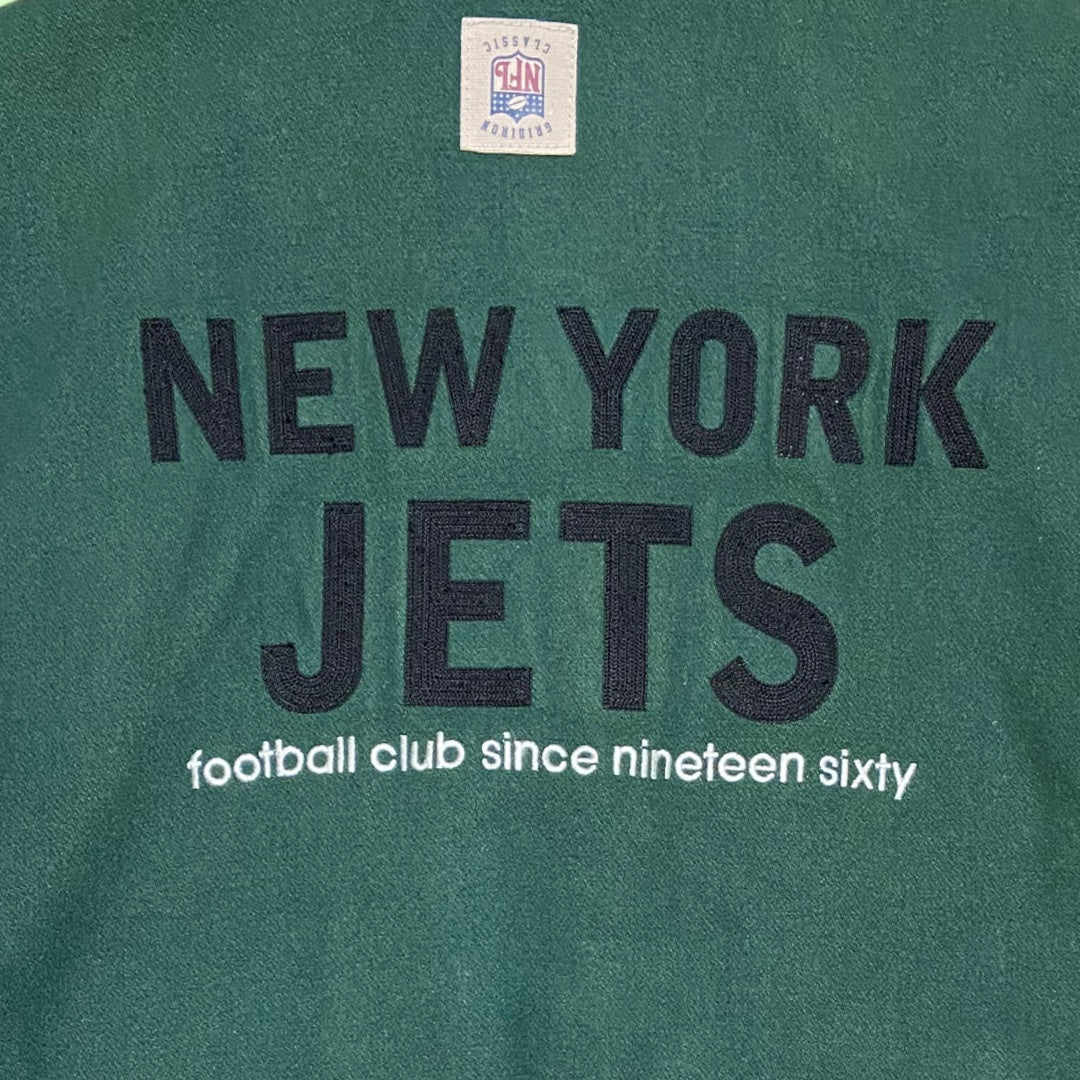 CLASSIC
NFL
GRIDIRON
NEW YORK
JETS
football club since nineteen sixty